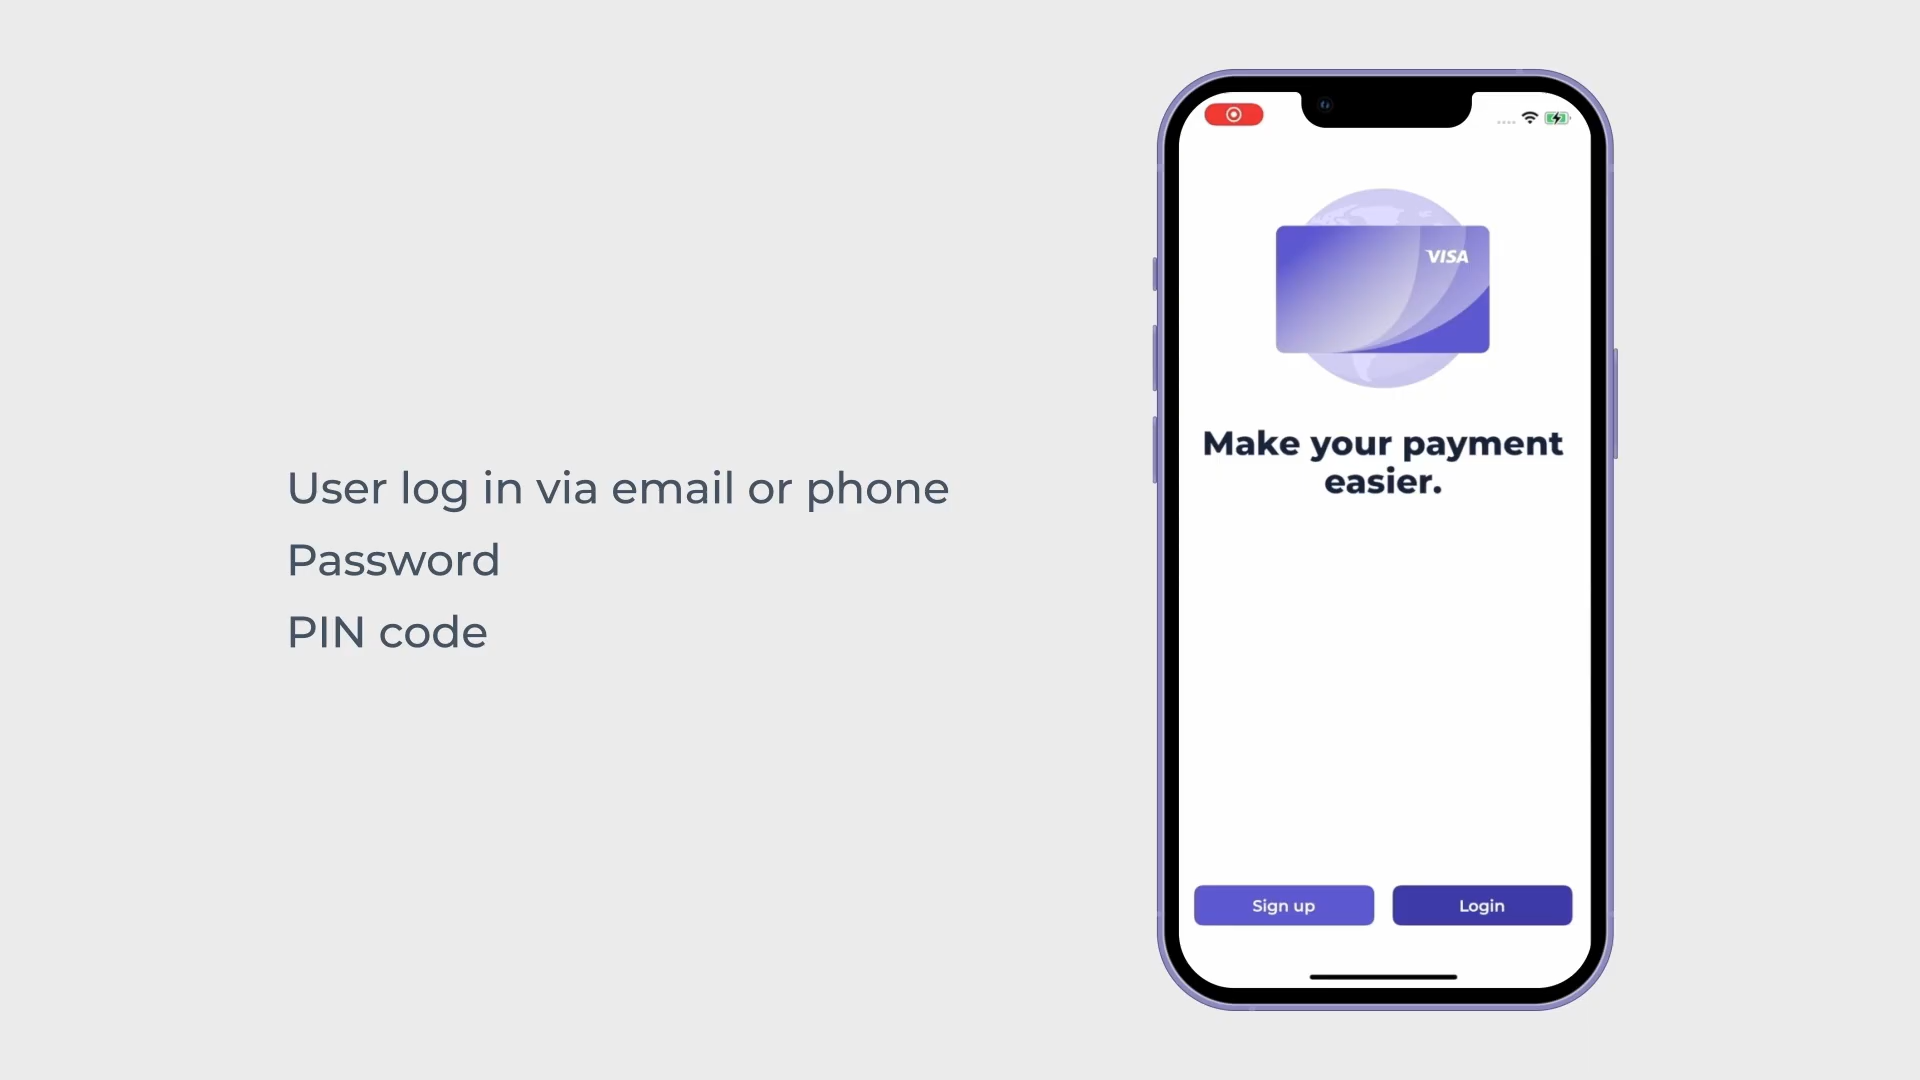 User log in via email or phone
Password
PIN code
VISA
Make your payment
easier.
Sign up
Login